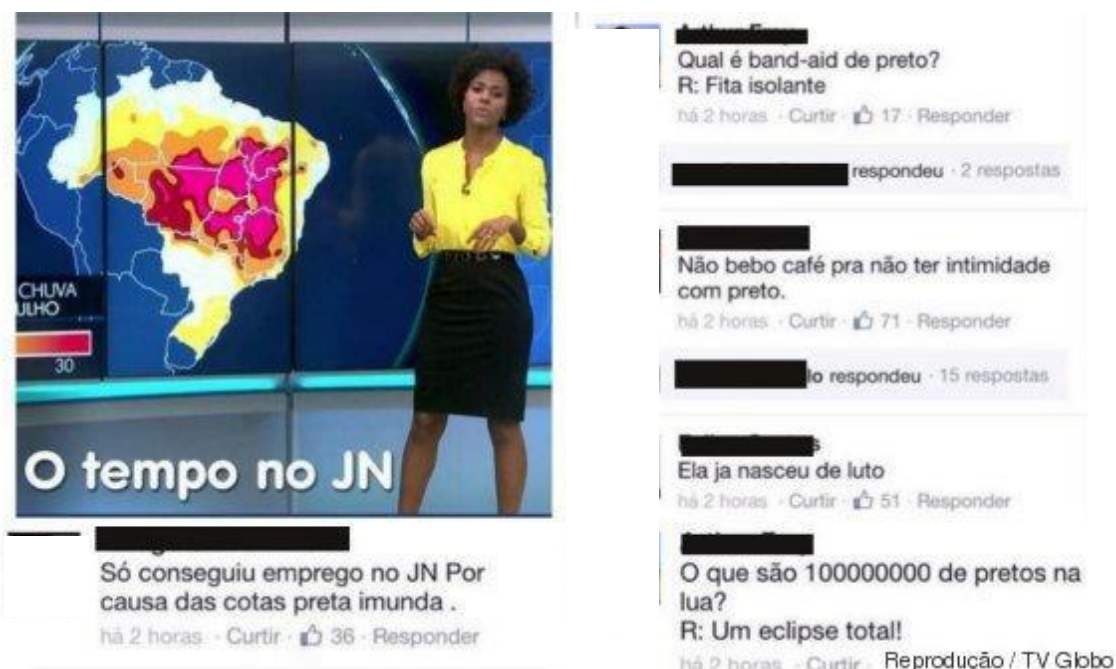 CHUVA
ULHO
30
O tempo no JN
Só conseguiu emprego no JN Por
causa das cotas preta imunda .
há 2 horas · Curtir · 36 · Responder
Qual é band-aid de preto?
R: Fita isolante
há 2 horas · Curtir · 17 · Responder
respondeu · 2 respostas
Não bebo café pra não ter intimidade
com preto.
há 2 horas · Curtir · 71 · Responder
lo respondeu · 15 respostas
s
Ela ja nasceu de luto
há 2 horas · Curtir · 51 · Responder
O que são 100000000 de pretos na
lua?
R: Um eclipse total!
há 2 horas · Curtir ·
Reprodução / TV Globo